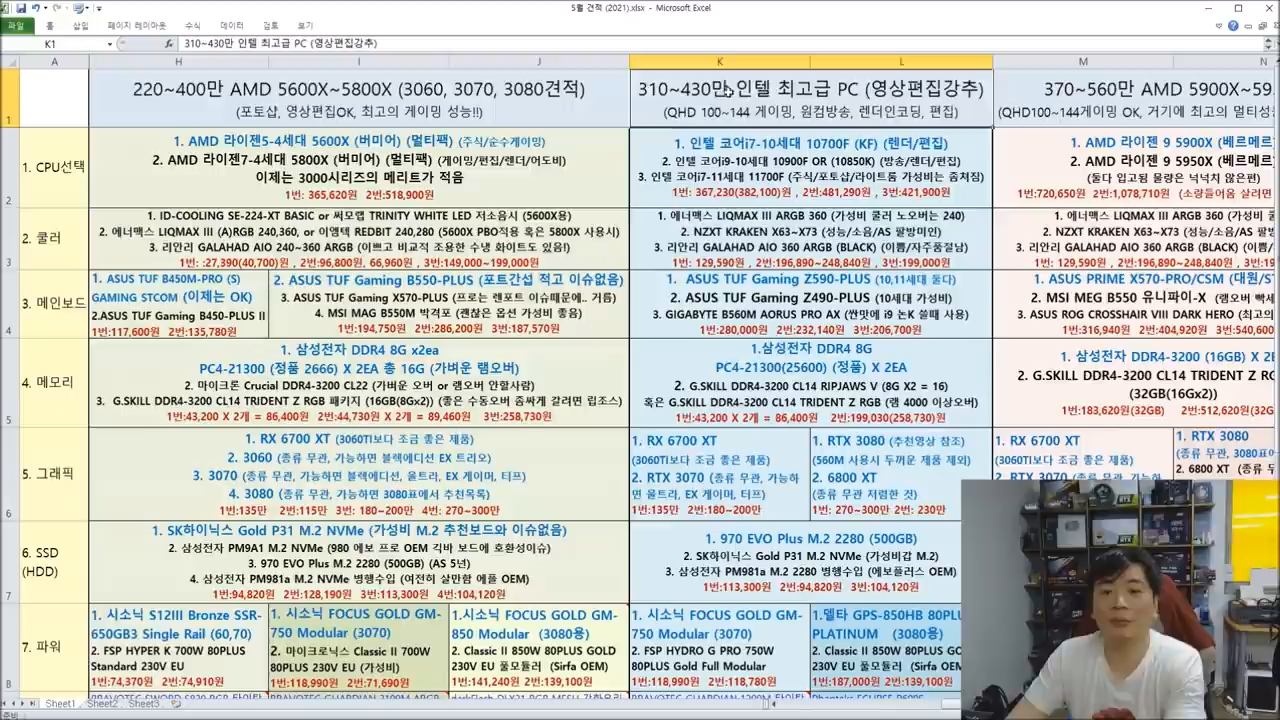 5월 견적 (2021).xlsx - Microsoft Excel
파일 홈 삽입 페이지 레이아웃 수식 데이터 검토 보기
K1 fx 310~430만 인텔 최고급 PC (영상편집강추)
A H I J K L M N
1
220~400만 AMD 5600X~5800X (3060, 3070, 3080견적)
(포토샵, 영상편집OK, 최고의 게이밍 성능!!)
310~430만 인텔 최고급 PC (영상편집강추)
(QHD 100~144 게이밍, 원컴방송, 렌더인코딩, 편집)
370~560만 AMD 5900X~59
(QHD100~144게이밍OK, 거기에 최고의 멀티성능
2
1. CPU선택
1. AMD 라이젠5-4세대 5600X (버미어) (멀티팩) (주식/순수게이밍)
2. AMD 라이젠7-4세대 5800X (버미어) (멀티팩) (게이밍/편집/렌더/어도비)
이제는 3000시리즈의 메리트가 적음
1번: 365,620원 2번:518,900원
1. 인텔 코어i7-10세대 10700F (KF) (렌더/편집)
2. 인텔 코어i9-10세대 10900F OR (10850K) (방송/렌더/편집)
3. 인텔 코어i7-11세대 11700F (주식/포토샵/라이트룸 가성비는 춥쳐짐)
1번: 367,230(382,100)원 , 2번:481,290원 , 3번:421,900원
1. AMD 라이젠 9 5900X (베르메르
2. AMD 라이젠 9 5950X (베르메르
(둘다 입고됨 물량은 넉넉치 않은편)
1번:720,650원 2번:1,078,710원 (소량들어옴 살려면
3
2. 쿨러
1. ID-COOLING SE-224-XT BASIC or 써모랩 TRINITY WHITE LED 저소음시 (5600X용)
2. 에너맥스 LIQMAX III (A)RGB 240,360, or 이엠텍 REDBIT 240,280 (5600X PBO적용 혹은 5800X 사용시)
3. 리안리 GALAHAD AIO 240~360 ARGB (이쁘고 비교적 조용한 수냉 화이트도 있음!)
1번: :27,390(40,700)원 , 2번:96,800원, 66,960원 , 3번:149,000~199,000원
1. 에너맥스 LIQMAX III ARGB 360 (가성비 쿨러 노오버는 240)
2. NZXT KRAKEN X63~X73 (성능/소음/AS 팔방미인)
3. 리안리 GALAHAD AIO 360 ARGB (BLACK) (이쁨/자주품절남)
1번: 129,590원 , 2번:196,890~248,840원 , 3번:199,000원
1. 에너맥스 LIQMAX III ARGB 360 (가성비 쿨
2. NZXT KRAKEN X63~X73 (성능/소
3. 리안리 GALAHAD AIO 360 ARGB (BLACK
1번: 129,590원 , 2번:196,890~248,840원
4
3. 메인보드
1. ASUS TUF B450M-PRO (S)
GAMING STCOM (이제는 OK)
2.ASUS TUF Gaming B450-PLUS II
1번:117,600원 2번:135,780원
2. ASUS TUF Gaming B550-PLUS (포트간섭 적고 이슈없음)
3. ASUS TUF Gaming X570-PLUS (프로는 렌포트 이슈때문에.. 거름)
4. MSI MAG B550M 박격포 (괜찮은 옵션 가성비 좋음)
1번:194,750원 2번:286,200원 3번:187,570원
1. ASUS TUF Gaming Z590-PLUS (10,11세대 둘다)
2. ASUS TUF Gaming Z490-PLUS (10세대 가성비)
3. GIGABYTE B560M AORUS PRO AX (싼맛에 i9 논K 쓸때 사용)
1번:280,000원 2번:232,140원 3번:206,700원
1. ASUS PRIME X570-PRO/CSM (대원/ST
2. MSI MEG B550 유니파이-X (램오버 빡세
3. ASUS ROG CROSSHAIR VIII DARK HERO (최고의
1번:316,940원 2번:404,920원 3번:540,600
5
4. 메모리
1. 삼성전자 DDR4 8G x2ea
PC4-21300 (정품 2666) X 2EA 총 16G (가벼운 램오버)
2. 마이크론 Crucial DDR4-3200 CL22 (가벼운 오버 or 램오버 안할사람)
3. G.SKILL DDR4-3200 CL14 TRIDENT Z RGB 패키지 (16GB(8Gx2)) (좋은 수동오버 좀싸게 갈려면 립조스)
1번:43,200 X 2개 = 86,400원 2번:44,730원 X 2개 = 89,460원 3번:258,730원
1.삼성전자 DDR4 8G
PC4-21300(25600) (정품) X 2EA
2. G.SKILL DDR4-3200 CL14 RIPJAWS V (8G X2 = 16)
혹은 G.SKILL DDR4-3200 CL14 TRIDENT Z RGB (램 4000 이상오버)
1번:43,200 X 2개 = 86,400원 2번:199,030(258,730)원
1. 삼성전자 DDR4-3200 (16GB) X 2EA
2. G.SKILL DDR4-3200 CL14 TRIDENT Z RG
(32GB(16Gx2))
1번:183,620원(32GB) 2번:512,620원(32G
6
5. 그래픽
1. RX 6700 XT (3060TI보다 조금 좋은 제품)
2. 3060 (종류 무관, 가능하면 블랙에디션 EX 트리오)
3. 3070 (종류 무관, 가능하면 블랙에디션, 울트라, EX 게이머, 터프)
4. 3080 (종류 무관, 가능하면 3080표에서 추천목록)
1번:135만 2번:115만 3번: 180~200만 4번: 270~300만
1. RX 6700 XT
(3060TI보다 조금 좋은 제품)
2. RTX 3070 (종류 무관, 가능하
면 울트라, EX 게이머, 터프)
1번:135만 2번:180~200만
1. RTX 3080 (추천영상 참조)
(560M 사용시 두꺼운 제품 제외)
2. 6800 XT
(종류 무관 저렴한 것)
1번: 270~300만 2번: 230만
1. RX 6700 XT
(3060TI보다 조금 좋은 제품)
2. RTX 3070 (종류 무관, 가능하
1. RTX 3080
(종류 무관, 3080표에
2. 6800 XT (종류 무
7
6. SSD
(HDD)
1. SK하이닉스 Gold P31 M.2 NVMe (가성비 M.2 추천보드와 이슈없음)
2. 삼성전자 PM9A1 M.2 NVMe (980 에보 프로 OEM 긱바 보드에 호환성이슈)
3. 970 EVO Plus M.2 2280 (500GB) (AS 5년)
4. 삼성전자 PM981a M.2 NVMe 병행수입 (여전히 살만함 에플 OEM)
1번:94,820원 2번:128,190원 3번:113,300원 4번:104,120원
1. 970 EVO Plus M.2 2280 (500GB)
2. SK하이닉스 Gold P31 M.2 NVMe (가성비갑 M.2)
3. 삼성전자 PM981a M.2 2280 병행수입 (에보플러스 OEM)
1번:113,300원 2번:94,820원 3번:104,120원
8
7. 파워
1. 시소닉 S12III Bronze SSR-
650GB3 Single Rail (60,70)
2. FSP HYPER K 700W 80PLUS
Standard 230V EU
1번:74,370원 2번:74,910원
1. 시소닉 FOCUS GOLD GM-
750 Modular (3070)
2. 마이크로닉스 Classic II 700W
80PLUS 230V EU (가성비)
1번:118,990원 2번:71,690원
1.시소닉 FOCUS GOLD GM-
850 Modular (3080용)
2. Classic II 850W 80PLUS GOLD
230V EU 풀모듈러 (Sirfa OEM)
1번:141,240원 2번:139,100원
1. 시소닉 FOCUS GOLD GM-
750 Modular (3070)
2. FSP HYDRO G PRO 750W
80PLUS Gold Full Modular
1번:118,990원 2번:118,780원
1.델타 GPS-850HB 80PLU
PLATINUM (3080용)
2. Classic II 850W 80PLUS GO
230V EU 풀모듈러 (Sirfa OEM)
1번:187,000원 2번:139,100원
Sheet1 Sheet2 Sheet3
준비